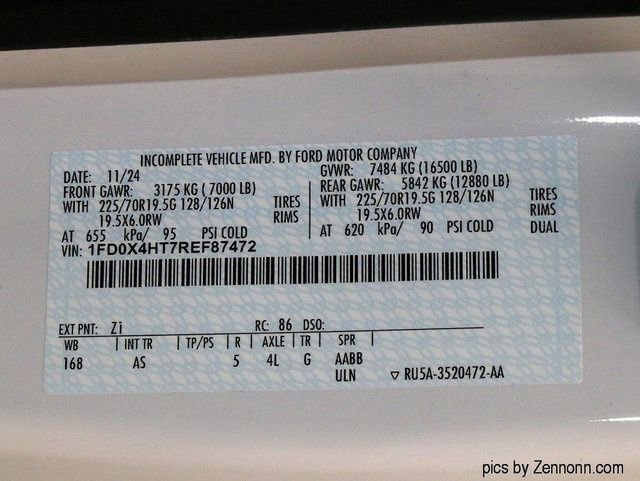 INCOMPLETE VEHICLE MFD. BY FORD MOTOR COMPANY
DATE: 11/24 GVWR: 7484 KG (16500 LB)
FRONT GAWR: 3175 KG ( 7000 LB) REAR GAWR: 5842 KG (12880 LB)
WITH 225/70R19.5G 128/126N TIRES WITH 225/70R19.5G 128/126N TIRES
19.5X6.0RW RIMS 19.5X6.0RW RIMS
AT 655 kPa/ 95 PSI COLD AT 620 kPa/ 90 PSI COLD DUAL
VIN: 1FD0X4HT7REF87472
EXT PNT: Z1 RC: 86 DSO:
WB INT TR TP/PS R AXLE TR SPR
168 AS 5 4L G AABB
ULN ▽ RU5A-3520472-AA
pics by Zennonn.com